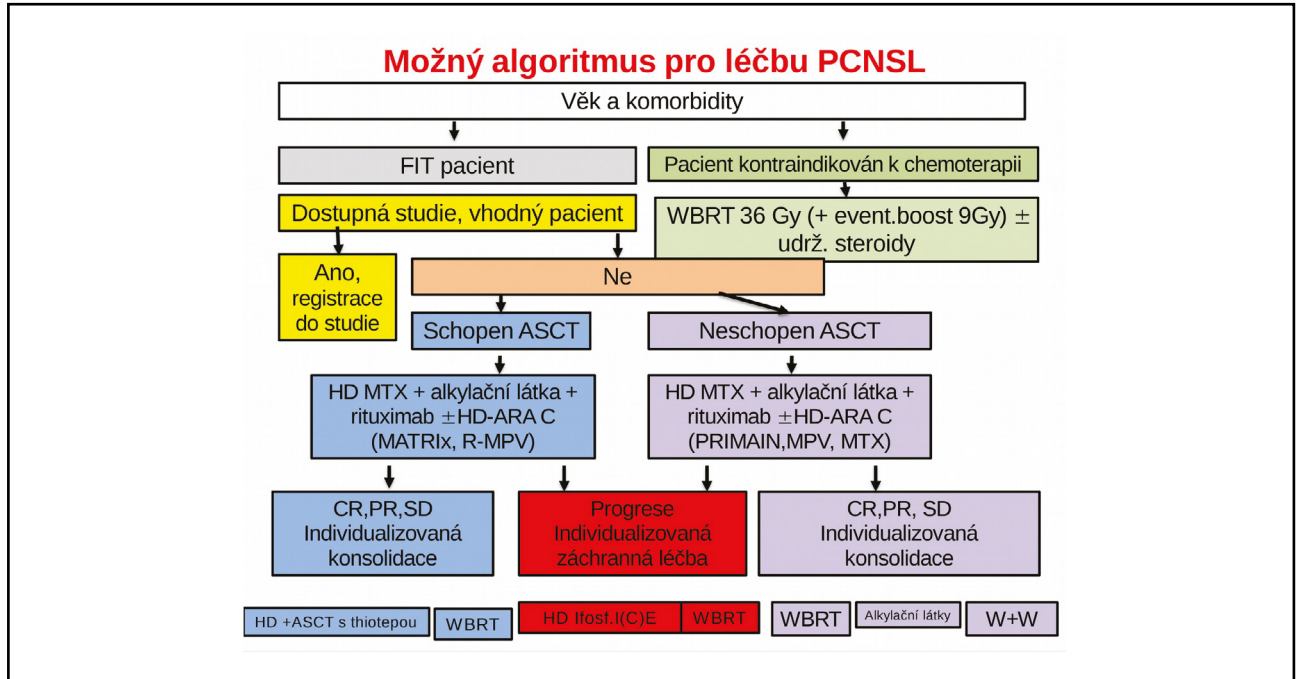 Možný algoritmus pro léčbu PCNSL
Věk a komorbidity
FIT pacient
Pacient kontraindikován k chemoterapii
Dostupná studie, vhodný pacient
WBRT 36 Gy (+ event.boost 9Gy) ±
udrž. steroidy
Ano,
registrace
do studie
Ne
Schopen ASCT
Neschopen ASCT
HD MTX + alkylační látka +
rituximab ±HD-ARA C
(MATRIx, R-MPV)
HD MTX + alkylační látka +
rituximab ±HD-ARA C
(PRIMAIN,MPV, MTX)
CR,PR,SD
Individualizovaná
konsolidace
Progrese
Individualizovaná
záchranná léčba
CR,PR, SD
Individualizovaná
konsolidace
HD +ASCT s thiotepou
WBRT
HD Ifosf.I(C)E
WBRT
WBRT
Alkylační látky
W+W